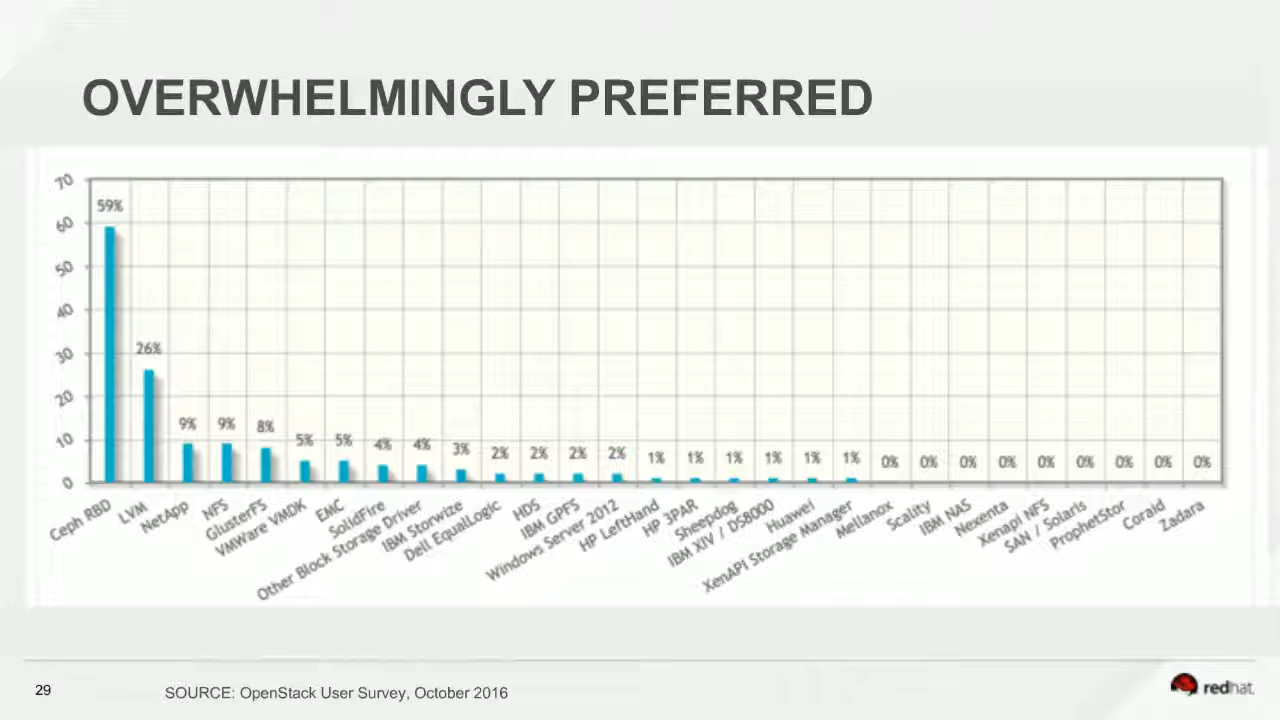 OVERWHELMINGLY PREFERRED
70
60
50
40
30
20
10
0
59%
26%
9%
9%
8%
5%
5%
4%
4%
3%
2%
2%
2%
2%
1%
1%
1%
1%
1%
1%
0%
0%
0%
0%
0%
0%
0%
0%
0%
Ceph RBD
LVM
NetApp
NFS
GlusterFS
VMWare VMDK
EMC
SolidFire
Other Block Storage Driver
IBM Storwize
Dell EqualLogic
HDS
IBM GPFS
Windows Server 2012
HP LeftHand
HP 3PAR
Sheepdog
IBM XIV / DS8000
Huawei
XenAPI Storage Manager
Mellanox
Scality
IBM NAS
Nexenta
Xenapi NFS
SAN / Solaris
ProphetStor
Coraid
Zadara
29
SOURCE: OpenStack User Survey, October 2016
redhat.